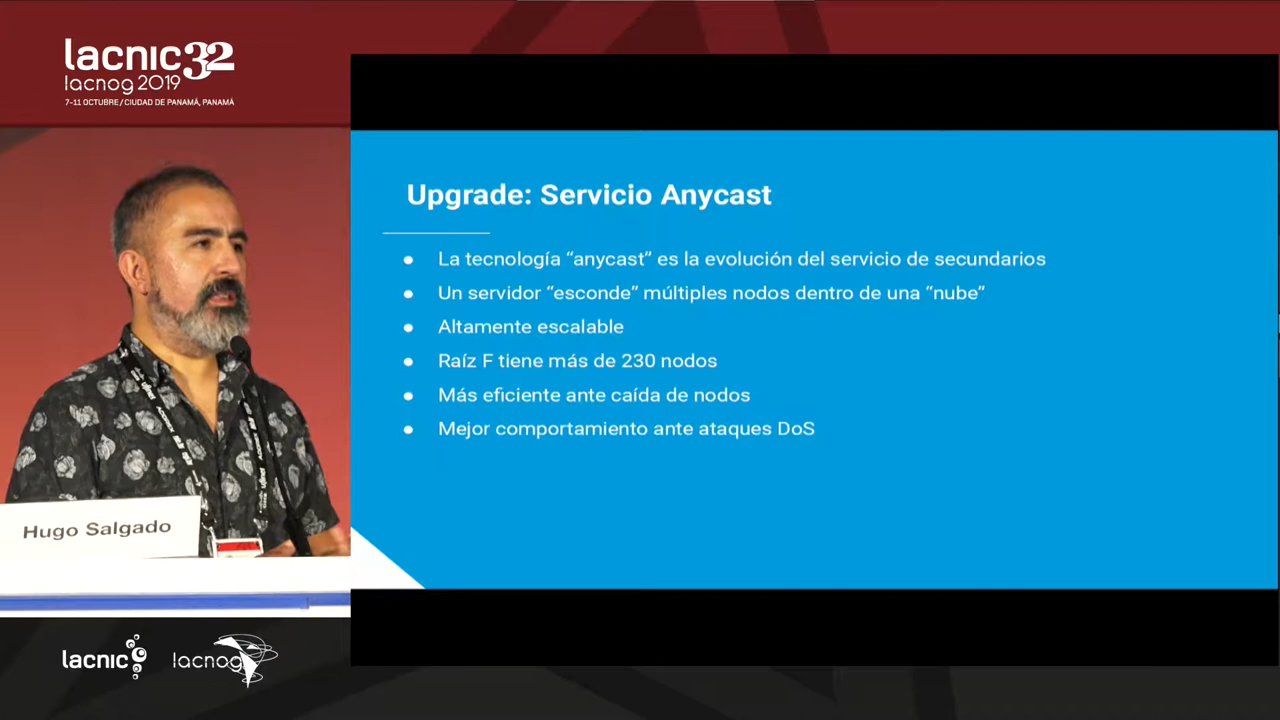 lacnic 32
lacnog 2019
7-11 OCTUBRE / CIUDAD DE PANAMÁ, PANAMÁ
Upgrade: Servicio Anycast
La tecnología “anycast” es la evolución del servicio de secundarios
Un servidor “esconde” múltiples nodos dentro de una “nube”
Altamente escalable
Raíz F tiene más de 230 nodos
Más eficiente ante caída de nodos
Mejor comportamiento ante ataques DoS
Hugo Salgado
lacnic
lacnog